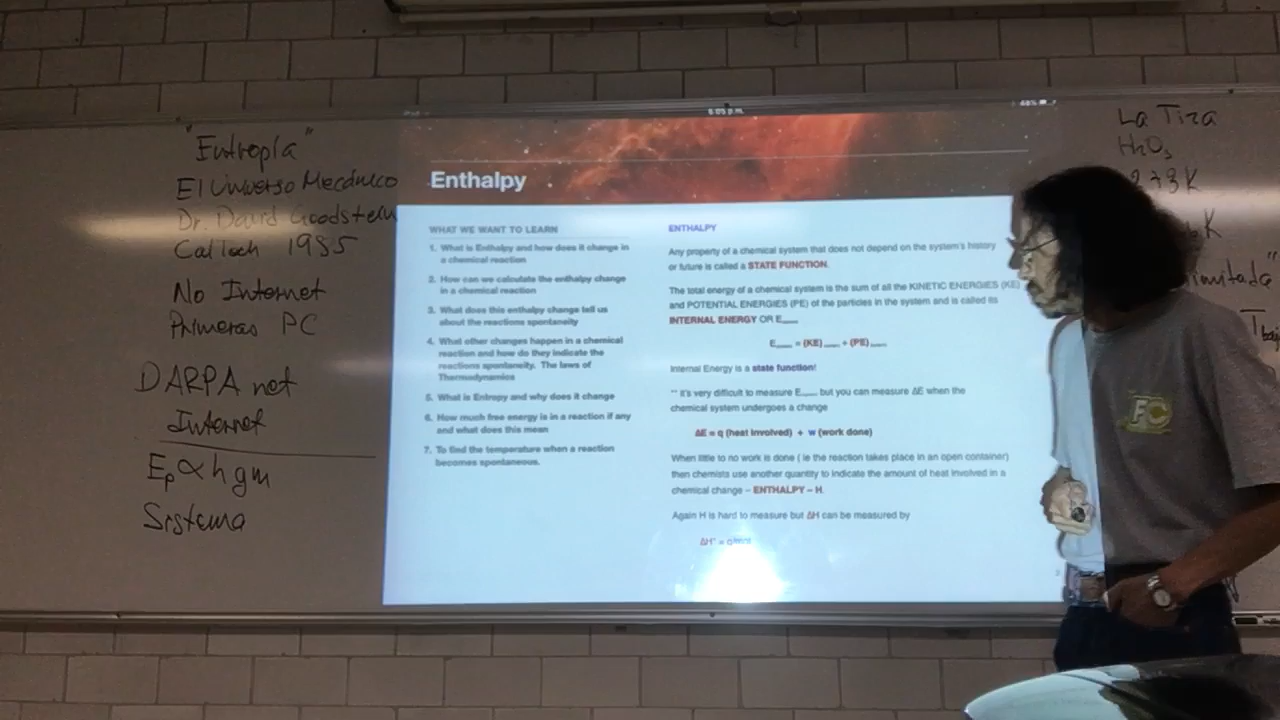 "Entropía"
El Universo Mecánico
Dr. David Goodstein
CalTech 1985
No Internet
Primeras PC
DARPA net
Internet
Ep ∝ h g m
Sistema
6:05 p.m.
46%
Enthalpy
WHAT WE WANT TO LEARN
1. What is Enthalpy and how does it change in
a chemical reaction
2. How can we calculate the enthalpy change
in a chemical reaction
3. What does this enthalpy change tell us
about the reactions spontaneity
4. What other changes happen in a chemical
reaction and how do they indicate the
reactions spontaneity. The laws of
Thermodynamics
5. What is Entropy and why does it change
6. How much free energy is in a reaction if any
and what does this mean
7. To find the temperature when a reaction
becomes spontaneous.
ENTHALPY
Any property of a chemical system that does not depend on the system's history
or future is called a STATE FUNCTION.
The total energy of a chemical system is the sum of all the KINETIC ENERGIES (KE)
and POTENTIAL ENERGIES (PE) of the particles in the system and is called its
INTERNAL ENERGY OR E
E = (KE) + (PE)
Internal Energy is a state function!
** It's very difficult to measure E but you can measure ΔE when the
chemical system undergoes a change
ΔE = q (heat involved) + w (work done)
When little to no work is done ( ie the reaction takes place in an open container)
then chemists use another quantity to indicate the amount of heat involved in a
chemical change – ENTHALPY – H.
Again H is hard to measure but ΔH can be measured by
ΔH° = q/mol
La Tiza
273K
K
imitada"
FC